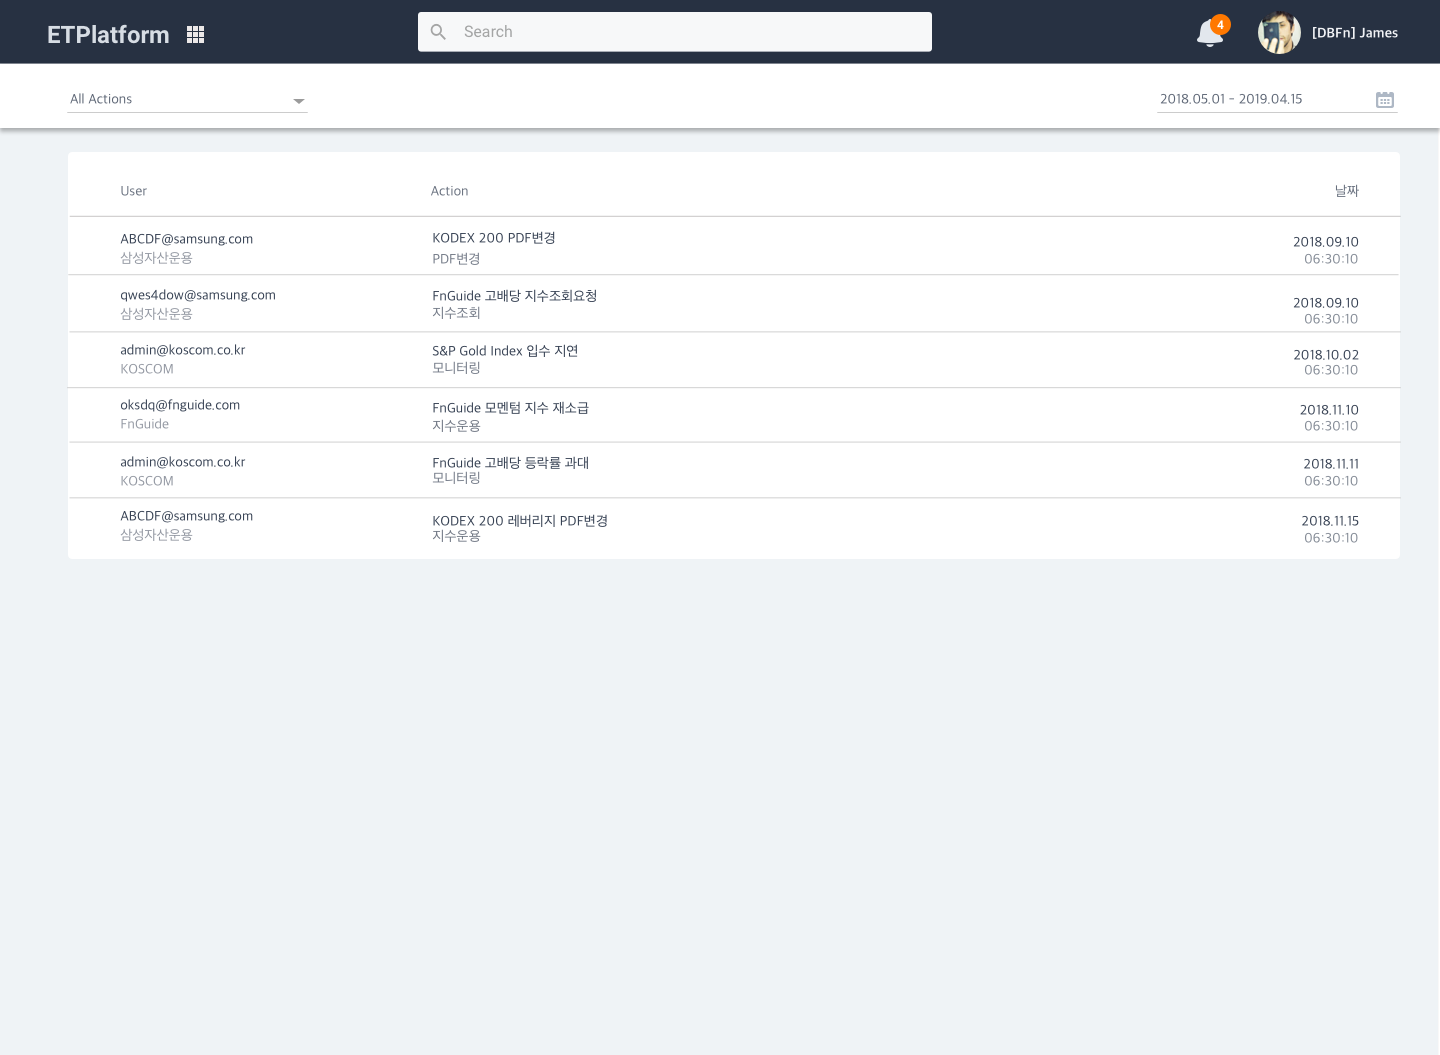 ETPlatform
Search
4
[DBFn] James
All Actions
2018.05.01 - 2019.04.15
User
Action
날짜
ABCDF@samsung.com
삼성자산운용
KODEX 200 PDF변경
PDF변경
2018.09.10
06:30:10
qwes4dow@samsung.com
삼성자산운용
FnGuide 고배당 지수조회요청
지수조회
2018.09.10
06:30:10
admin@koscom.co.kr
KOSCOM
S&P Gold Index 입수 지연
모니터링
2018.10.02
06:30:10
oksdq@fnguide.com
FnGuide
FnGuide 모멘텀 지수 재소급
지수운용
2018.11.10
06:30:10
admin@koscom.co.kr
KOSCOM
FnGuide 고배당 등락률 과대
모니터링
2018.11.11
06:30:10
ABCDF@samsung.com
삼성자산운용
KODEX 200 레버리지 PDF변경
지수운용
2018.11.15
06:30:10